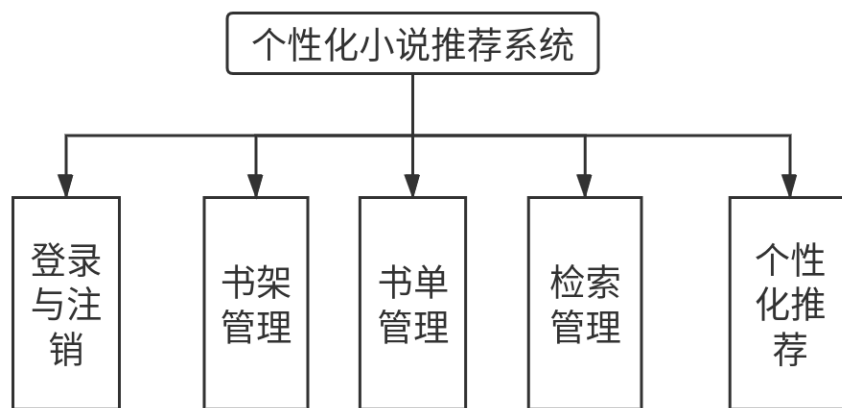 个性化小说推荐系统
登录
与注
销
书架
管理
书单
管理
检索
管理
个性
化推
荐